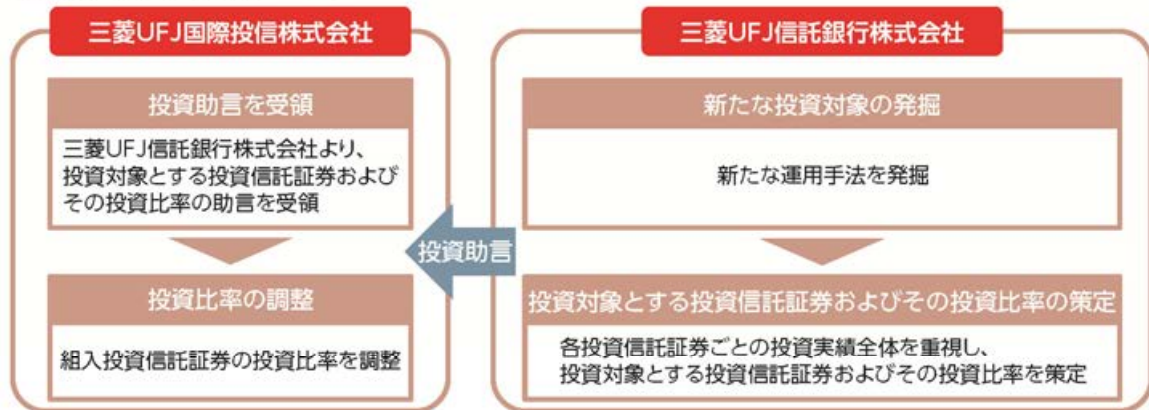 三菱UFJ国際投信株式会社
投資助言を受領
三菱UFJ信託銀行株式会社より、
投資対象とする投資信託証券および
その投資比率の助言を受領
投資比率の調整
組入投資信託証券の投資比率を調整
投資助言
三菱UFJ信託銀行株式会社
新たな投資対象の発掘
新たな運用手法を発掘
投資対象とする投資信託証券およびその投資比率の策定
各投資信託証券ごとの投資実績全体を重視し、
投資対象とする投資信託証券およびその投資比率を策定